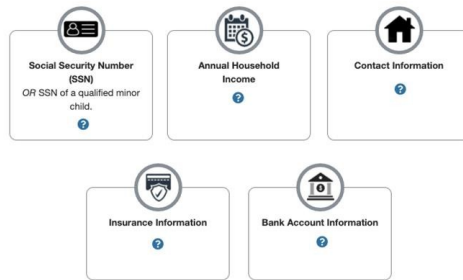 Social Security Number
(SSN)
OR SSN of a qualified minor
child.
?
Annual Household
Income
?
Contact Information
?
Insurance Information
?
Bank Account Information
?